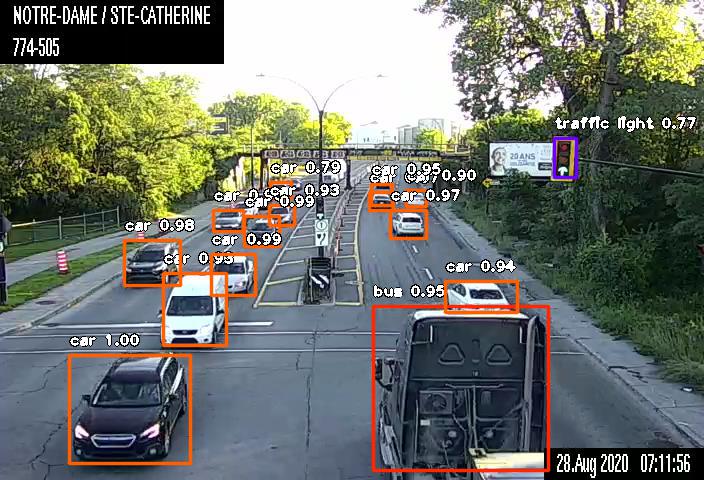 NOTRE-DAME / STE-CATHERINE
774-505
traffic light 0.77
20 ANS
car 0.79
car 0.95
car 0.90
car 0.93
car 0.97
car 0.99
car 0.98
car 0.99
car 0.93
car 0.94
bus 0.95
car 1.00
28.Aug 2020 07:11:56